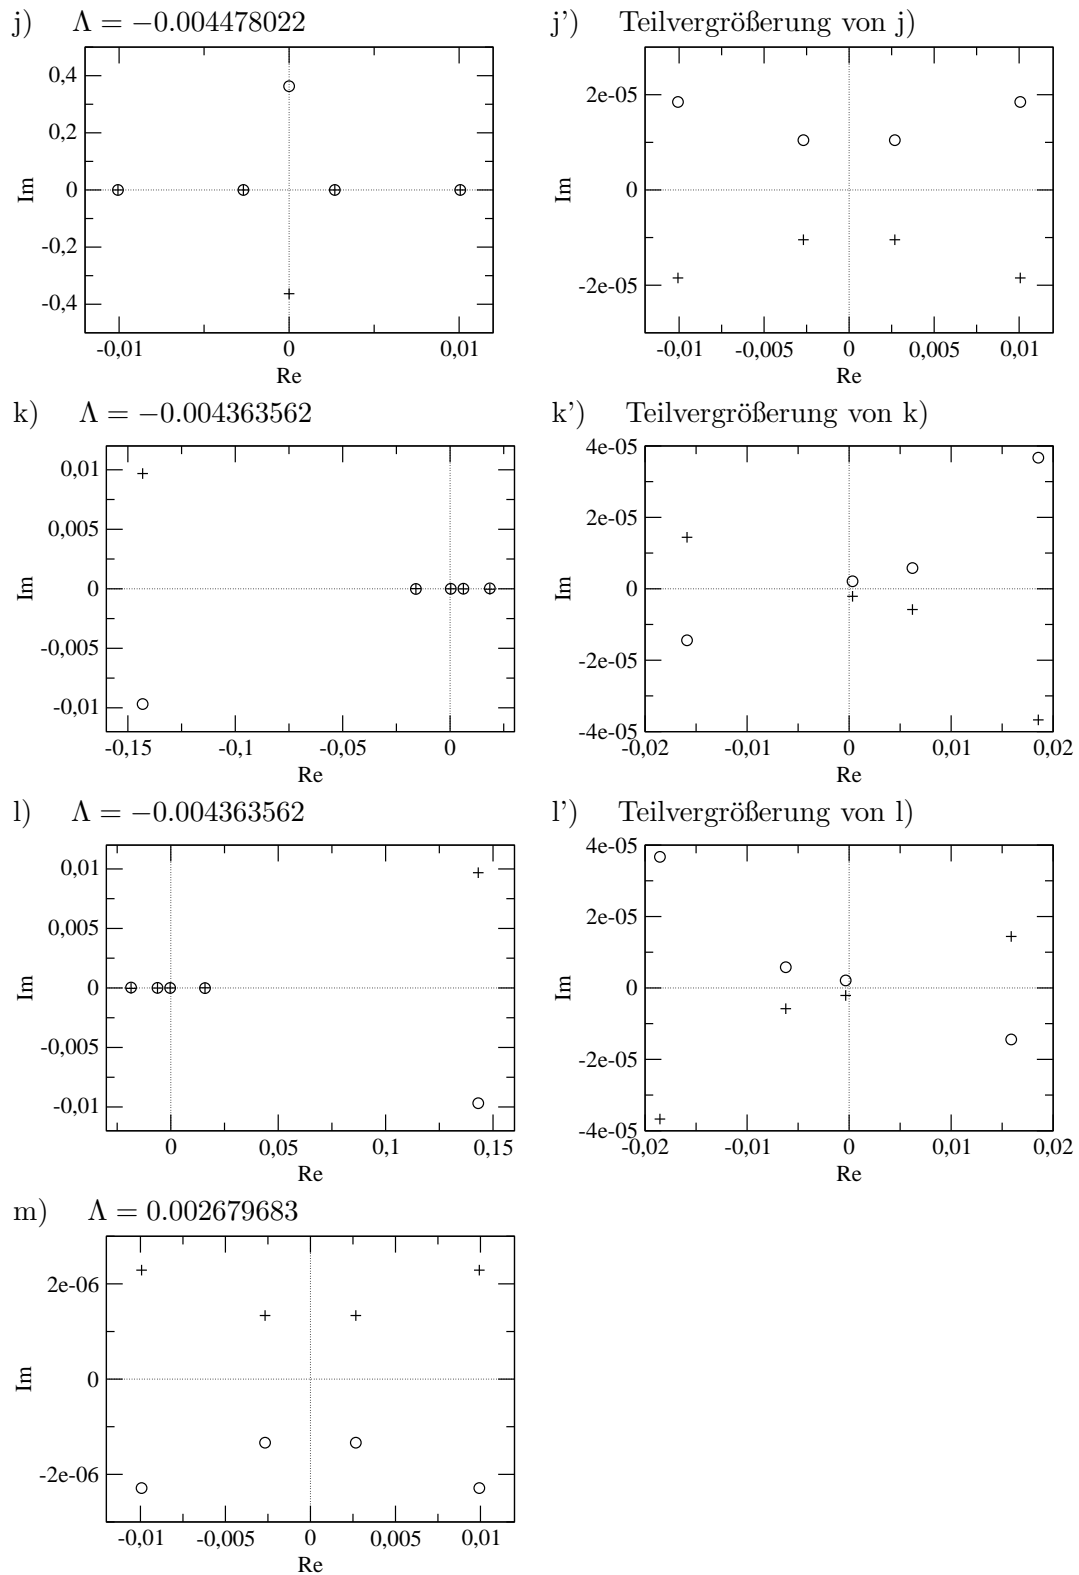 j) Λ = −0.004478022
j') Teilvergrößerung von j)
0,4
0,2
0
-0,2
-0,4
Im
-0,01
0
0,01
Re
2e-05
0
-2e-05
Im
-0,01
-0,005
0
0,005
0,01
Re
k) Λ = −0.004363562
k') Teilvergrößerung von k)
0,01
0,005
0
-0,005
-0,01
Im
-0,15
-0,1
-0,05
0
Re
4e-05
2e-05
0
-2e-05
-4e-05
Im
-0,02
-0,01
0
0,01
0,02
Re
l) Λ = −0.004363562
l') Teilvergrößerung von l)
0,01
0,005
0
-0,005
-0,01
Im
0
0,05
0,1
0,15
Re
4e-05
2e-05
0
-2e-05
-4e-05
Im
-0,02
-0,01
0
0,01
0,02
Re
m) Λ = 0.002679683
2e-06
0
-2e-06
Im
-0,01
-0,005
0
0,005
0,01
Re